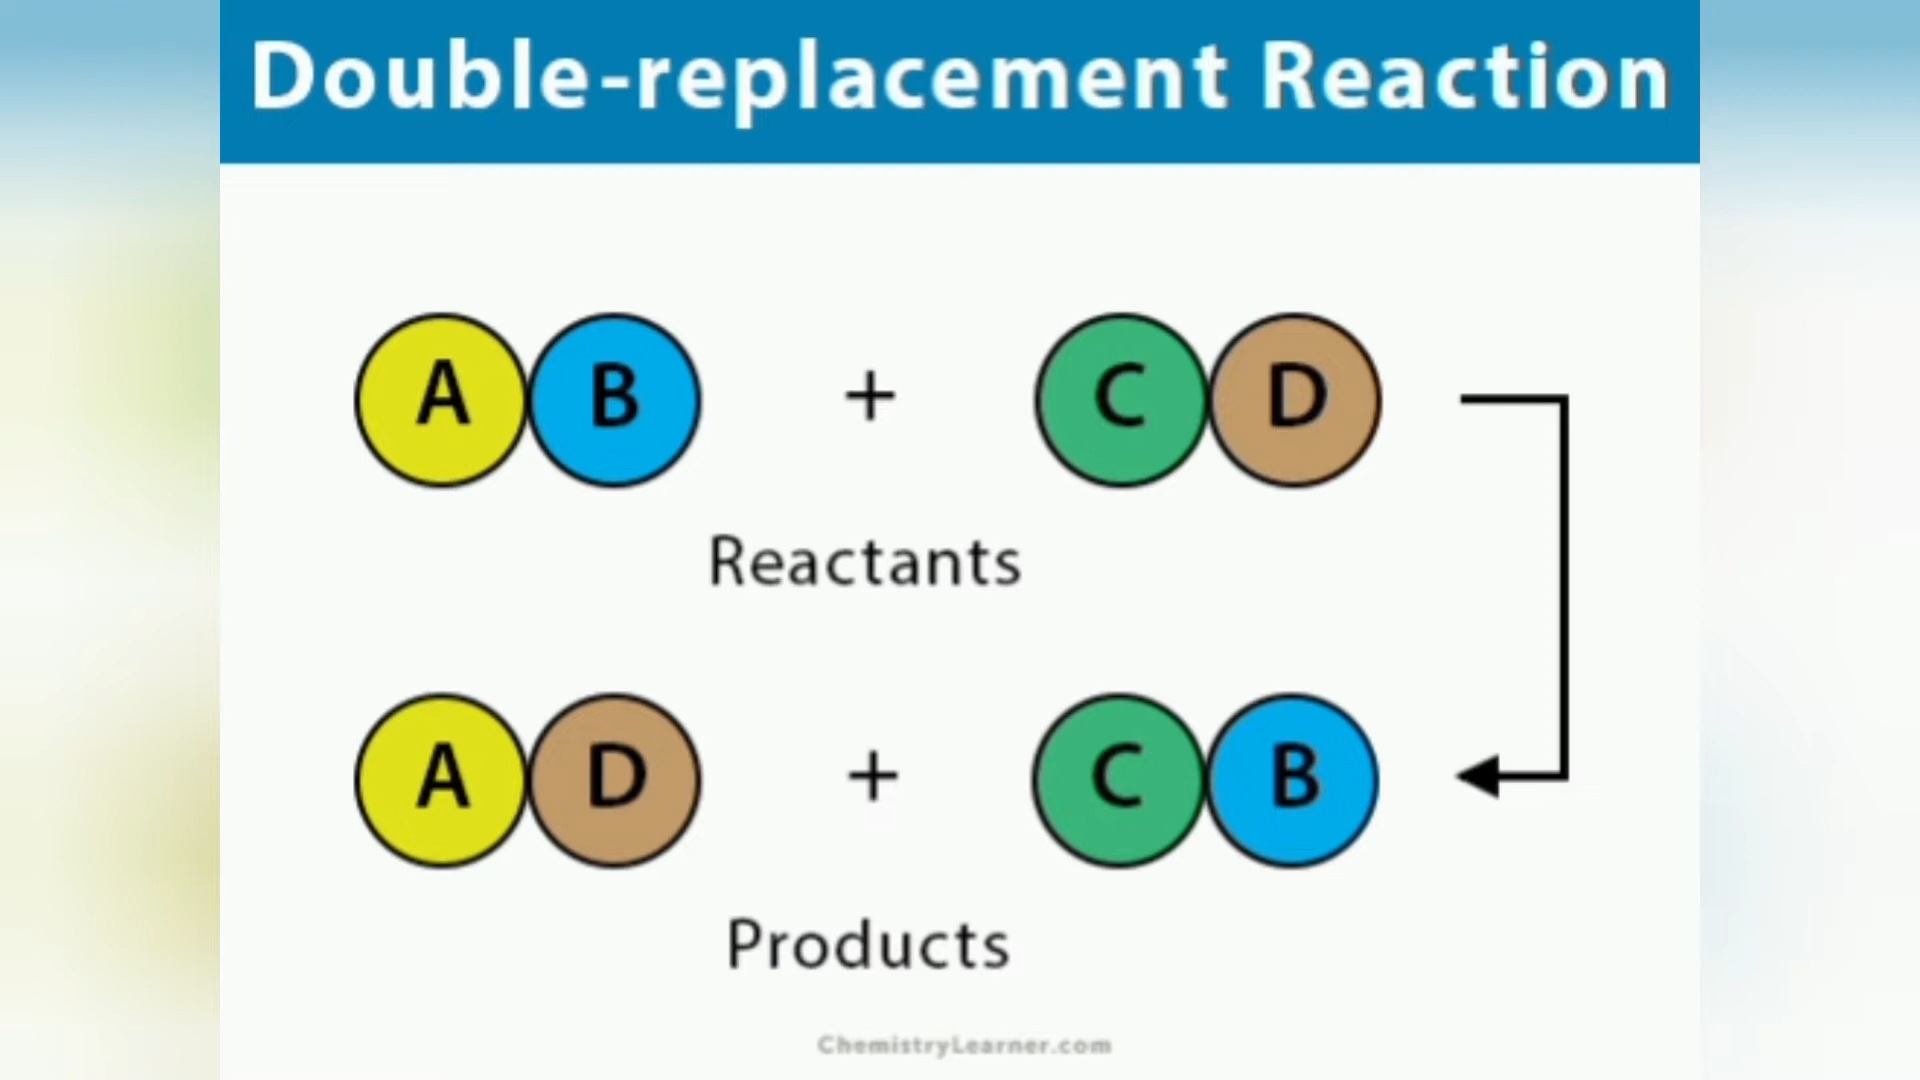 Double-replacement Reaction
A B + C D
Reactants
A D + C B
Products
ChemistryLearner.com